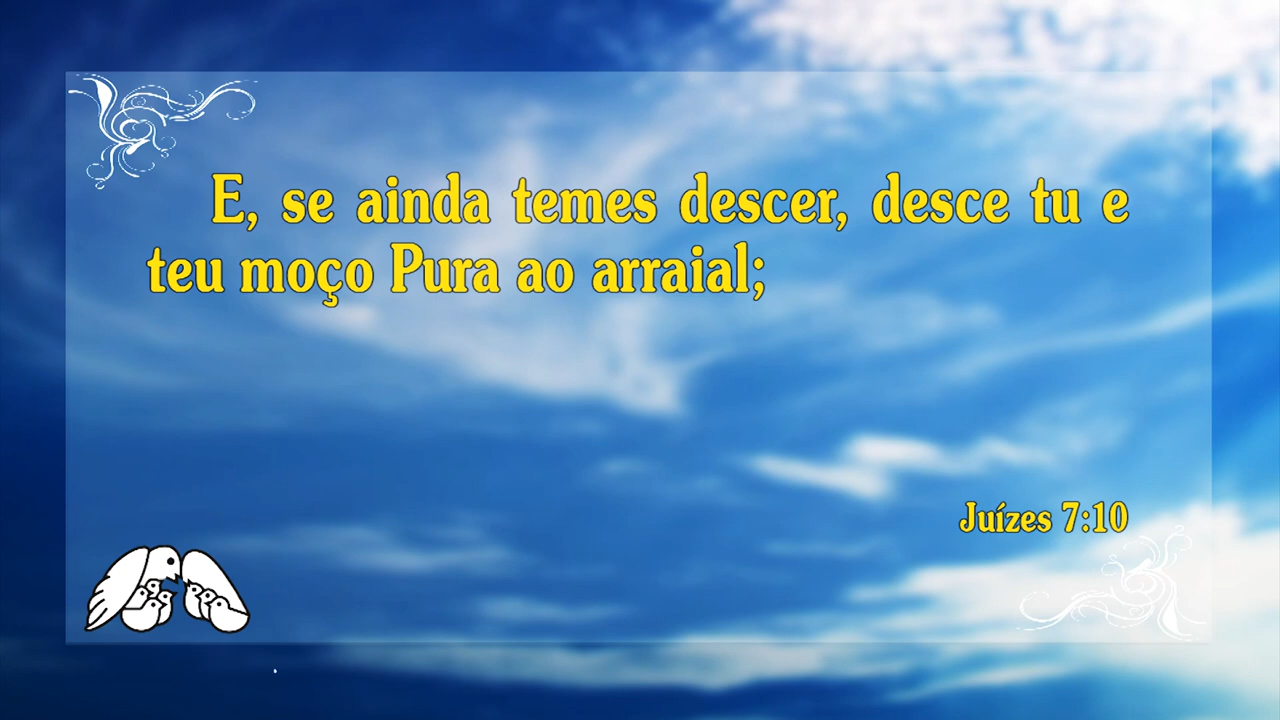 E, se ainda temes descer, desce tu e
teu moço Pura ao arraial;
Juízes 7:10